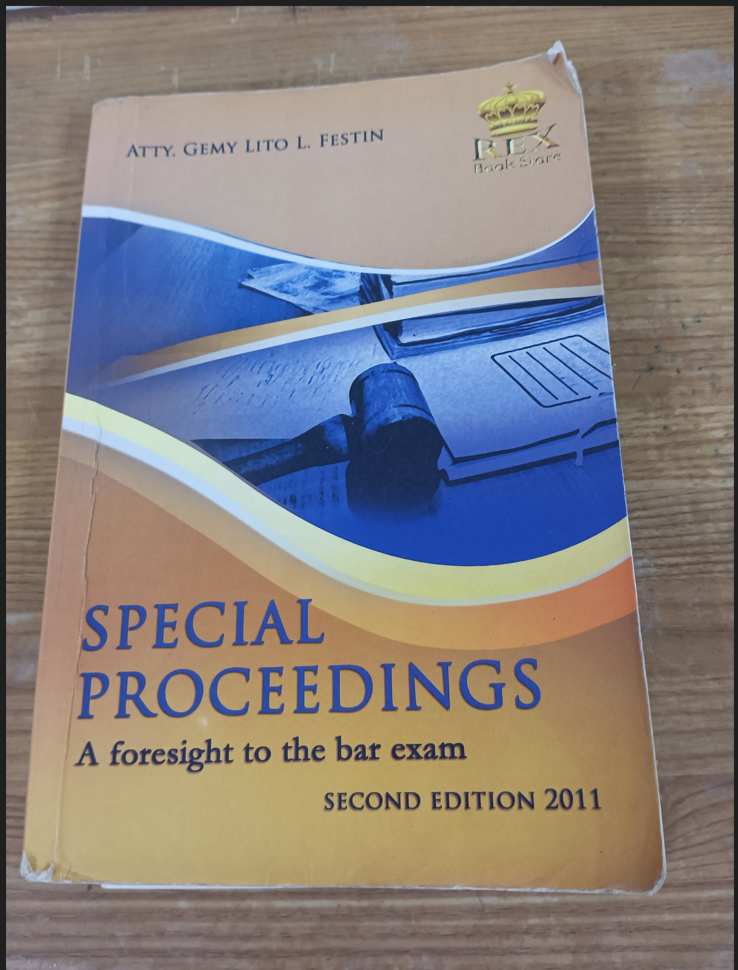 ATTY. GEMY LITO L. FESTIN
REX
Book Store
SPECIAL
PROCEEDINGS
A foresight to the bar exam
SECOND EDITION 2011